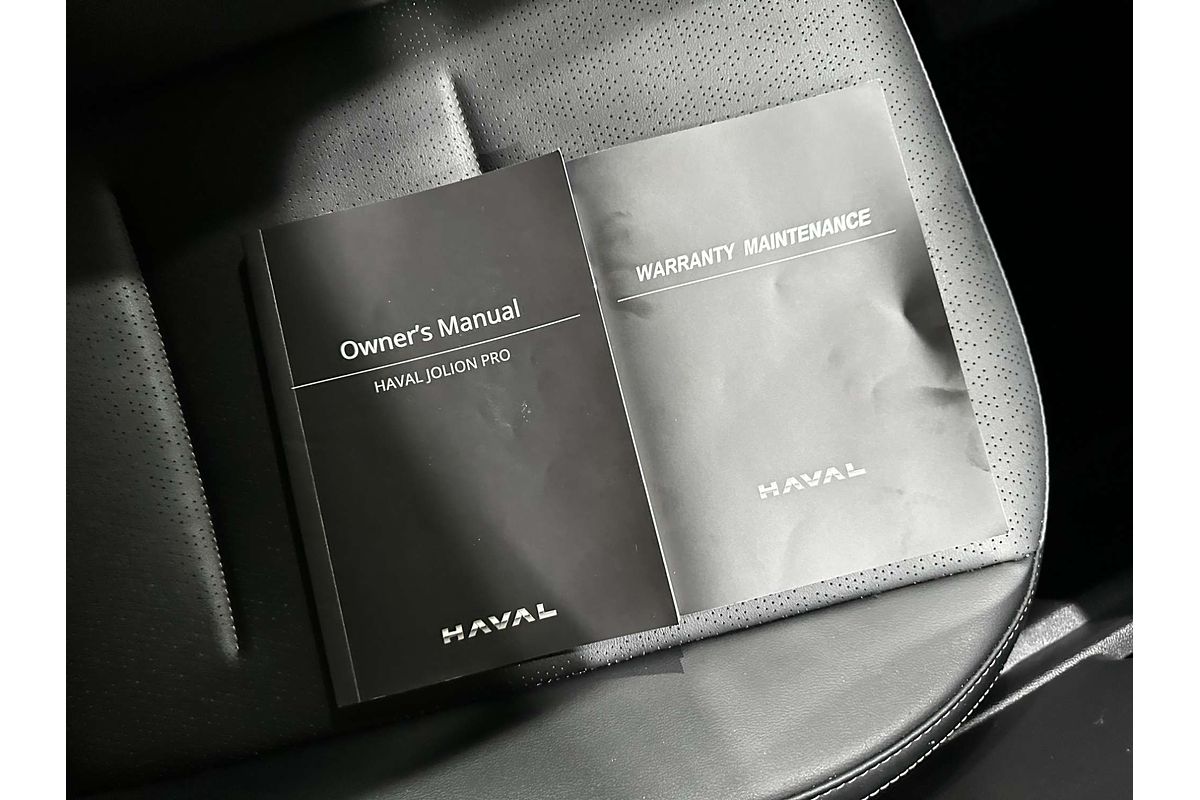 Owner's Manual
HAVAL JOLION PRO
HAVAL
WARRANTY MAINTENANCE
HAVAL